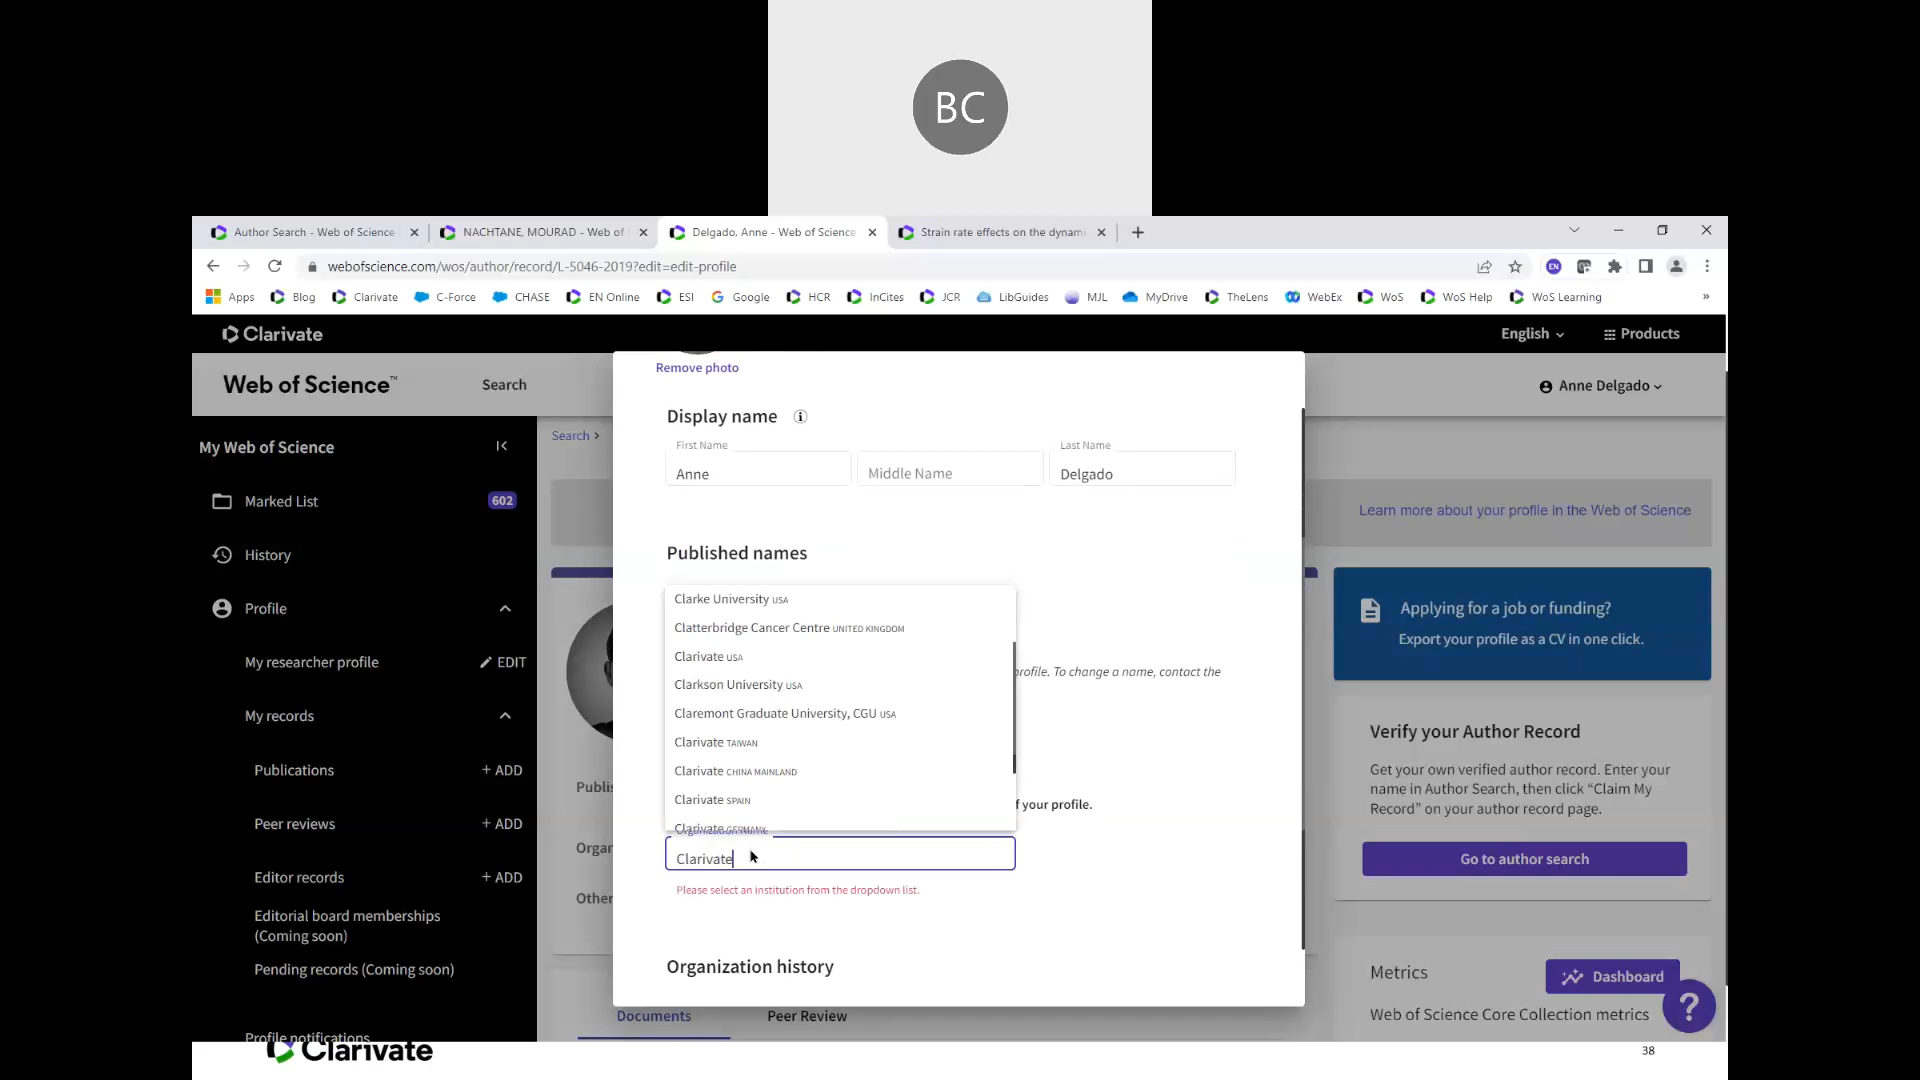 BC
Author Search - Web of Science
NACHTANE, MOURAD - Web of
Delgado, Anne - Web of Science
Strain rate effects on the dynami
webofscience.com/wos/author/record/L-5046-2019?edit=edit-profile
EN
Apps Blog Clarivate C-Force CHASE EN Online ESI Google HCR InCites JCR LibGuides MJL MyDrive TheLens WebEx WoS WoS Help WoS Learning »
Clarivate
English
Products
Web of Science™
Search
Anne Delgado
My Web of Science
Marked List 602
History
Profile
My researcher profile EDIT
My records
Publications + ADD
Peer reviews + ADD
Editor records + ADD
Editorial board memberships
(Coming soon)
Pending records (Coming soon)
Profile notifications
Search >
Publis
Organ
Other
Remove photo
Display name
First Name
Anne
Middle Name
Last Name
Delgado
Published names
Clarke University USA
Clatterbridge Cancer Centre UNITED KINGDOM
Clarivate USA
Clarkson University USA
Claremont Graduate University, CGU USA
Clarivate TAIWAN
Clarivate CHINA MAINLAND
Clarivate SPAIN
Clarivate GERMANY
rofile. To change a name, contact the
f your profile.
Organization
Clarivate
Please select an institution from the dropdown list.
Organization history
Documents
Peer Review
Learn more about your profile in the Web of Science
Applying for a job or funding?
Export your profile as a CV in one click.
Verify your Author Record
Get your own verified author record. Enter your
name in Author Search, then click “Claim My
Record” on your author record page.
Go to author search
Metrics
Dashboard
Web of Science Core Collection metrics
?
Clarivate
38